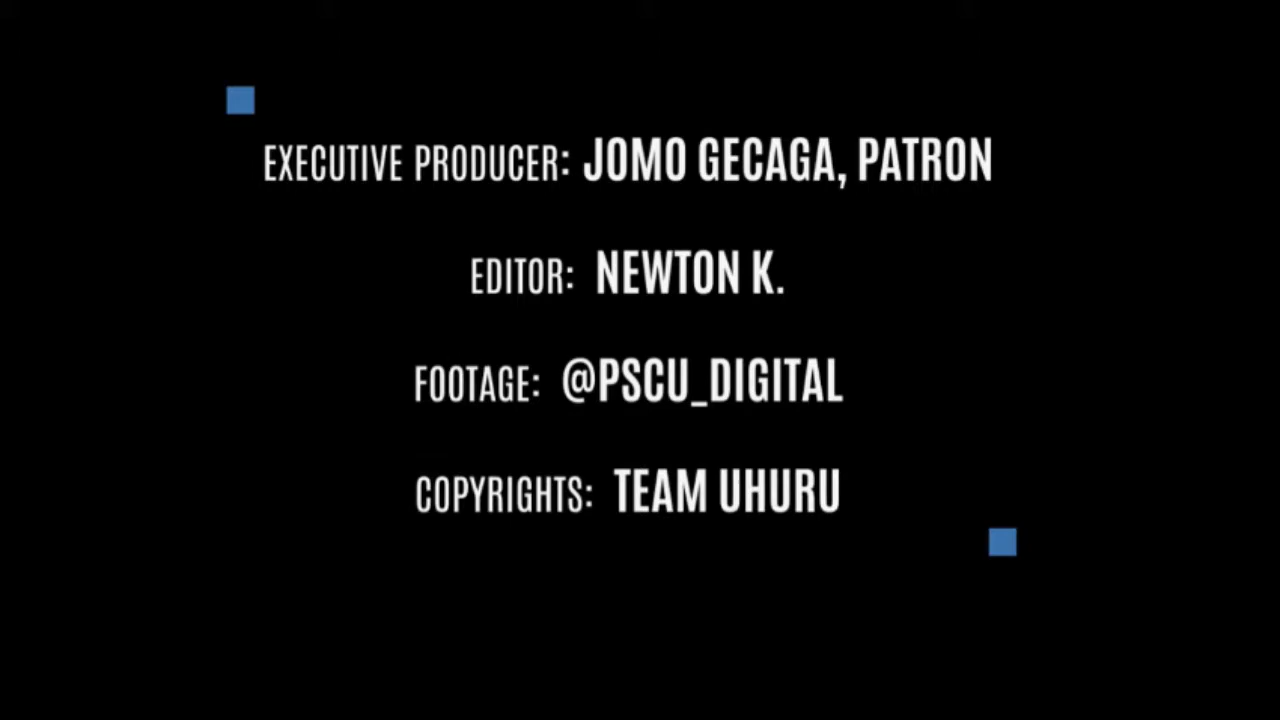 EXECUTIVE PRODUCER: JOMO GECAGA, PATRON
EDITOR: NEWTON K.
FOOTAGE: @PSCU_DIGITAL
COPYRIGHTS: TEAM UHURU